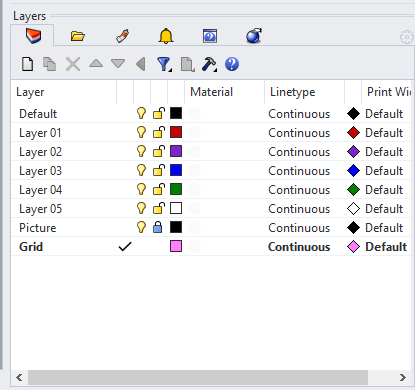 Layers
Layer Material Linetype Print Wi
Default Continuous Default
Layer 01 Continuous Default
Layer 02 Continuous Default
Layer 03 Continuous Default
Layer 04 Continuous Default
Layer 05 Continuous Default
Picture Continuous Default
Grid Continuous Default